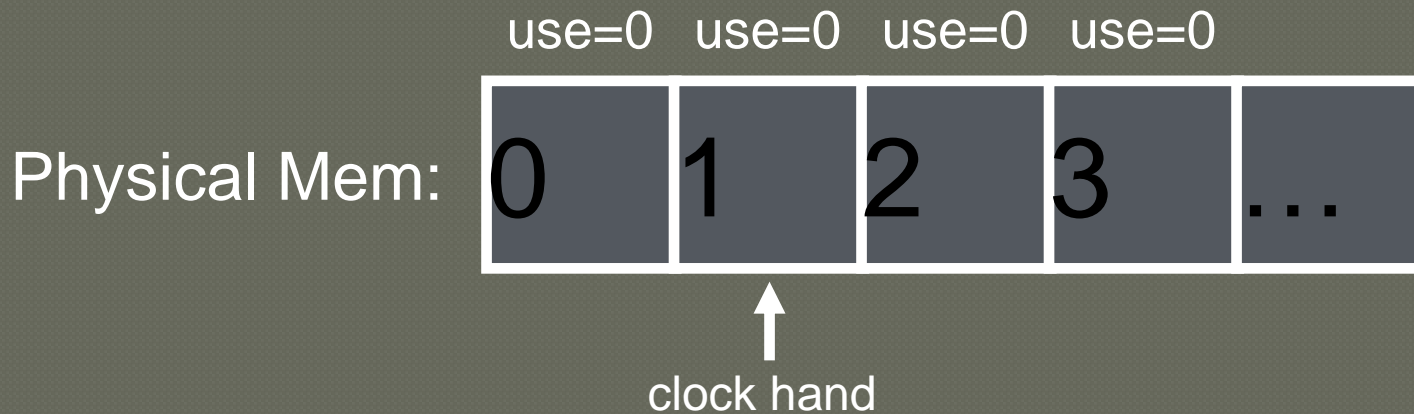 use=0 use=0 use=0 use=0
Physical Mem: 0 1 2 3 …
clock hand